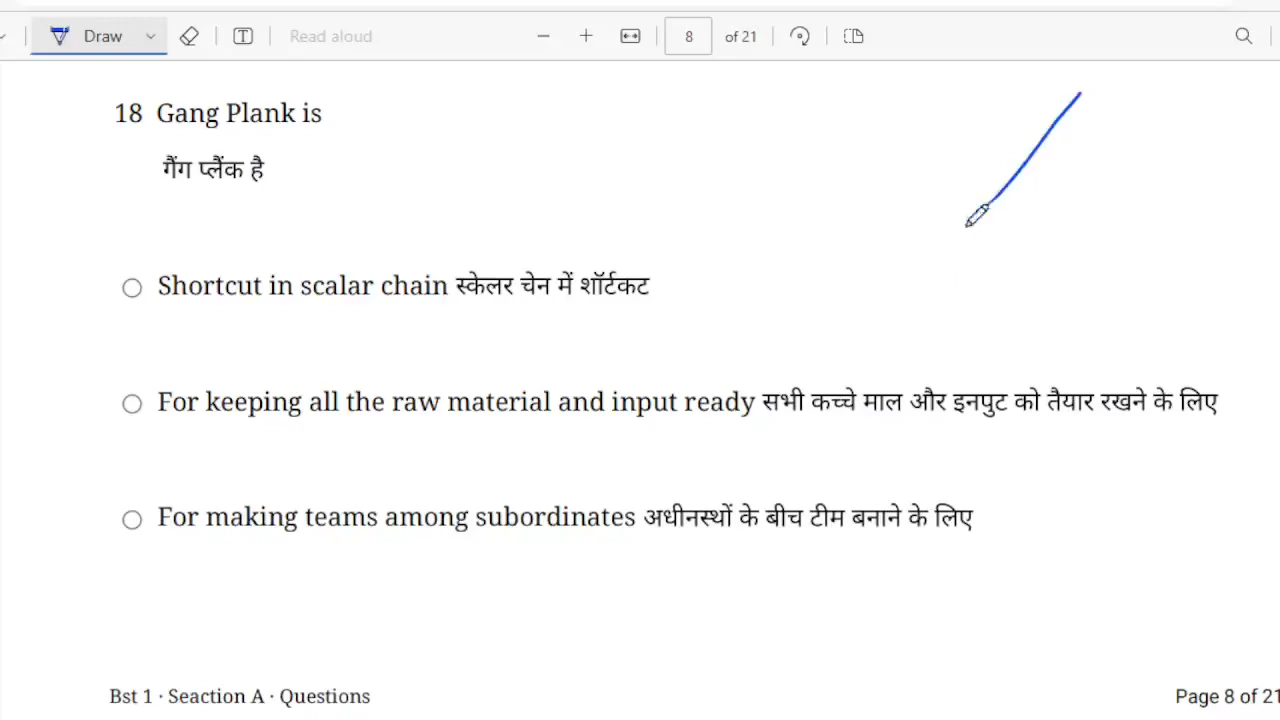 Draw
Read aloud
8 of 21
18 Gang Plank is
गैंग प्लैंक है
Shortcut in scalar chain स्केलर चेन में शॉर्टकट
For keeping all the raw material and input ready सभी कच्चे माल और इनपुट को तैयार रखने के लिए
For making teams among subordinates अधीनस्थों के बीच टीम बनाने के लिए
Bst 1 · Seaction A · Questions
Page 8 of 21